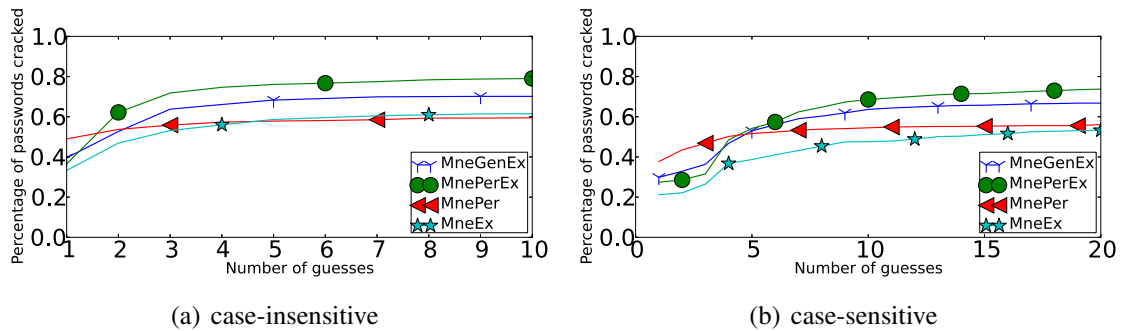 Percentage of passwords cracked
1.0
0.8
0.6
0.4
0.2
0.0
1 2 3 4 5 6 7 8 9 10
Number of guesses
MneGenEx
MnePerEx
MnePer
MneEx
(a) case-insensitive
Percentage of passwords cracked
1.0
0.8
0.6
0.4
0.2
0.0
5 10 15 20
Number of guesses
MneGenEx
MnePerEx
MnePer
MneEx
(b) case-sensitive